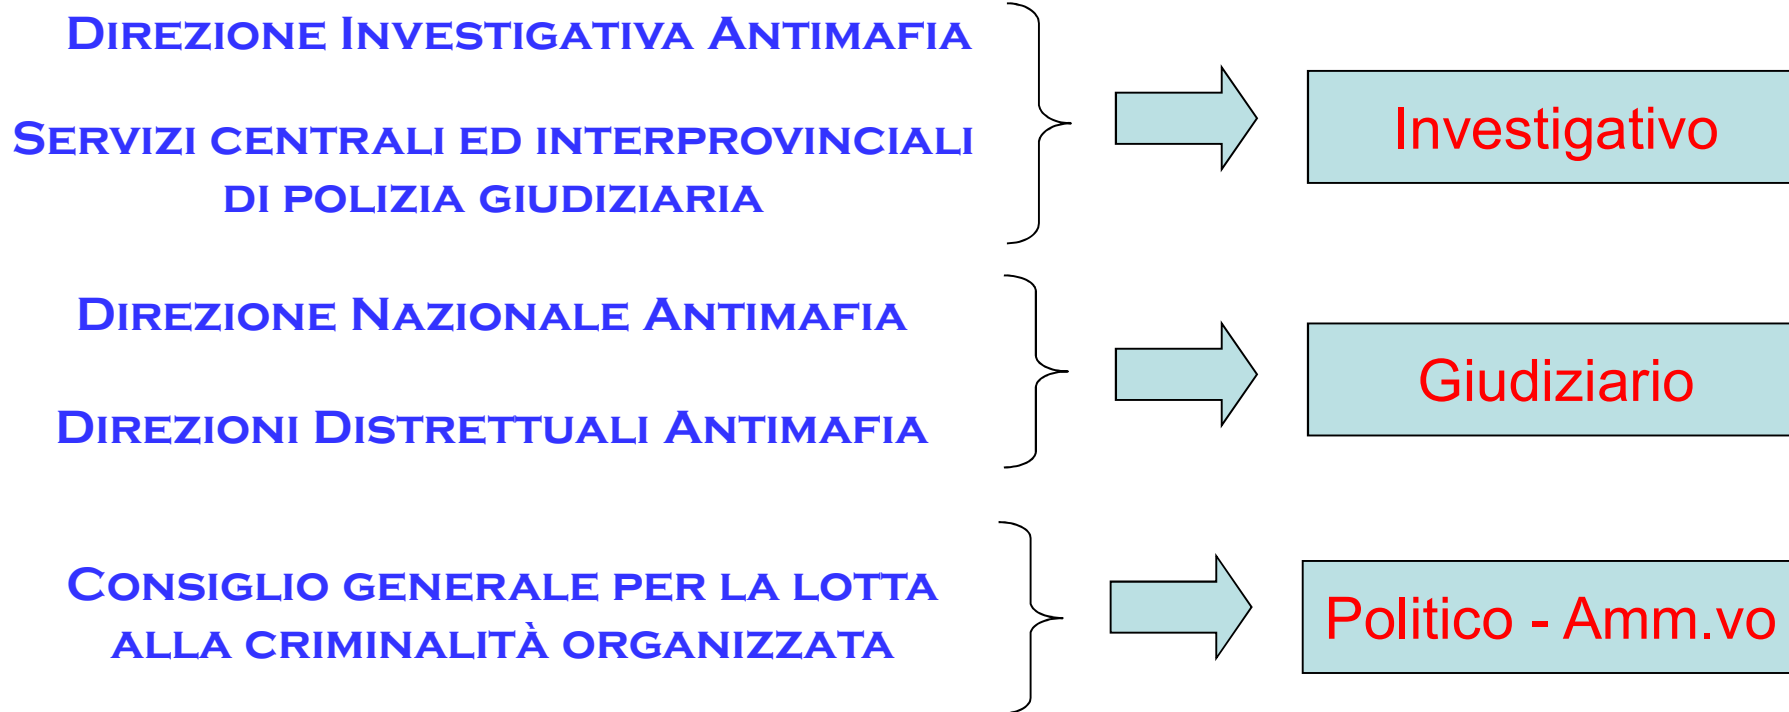 Direzione Investigativa Antimafia
Investigativo
Servizi centrali ed interprovinciali
di polizia giudiziaria
Direzione Nazionale Antimafia
Giudiziario
Direzioni Distrettuali Antimafia
Consiglio generale per la lotta
alla criminalità organizzata
Politico - Amm.vo